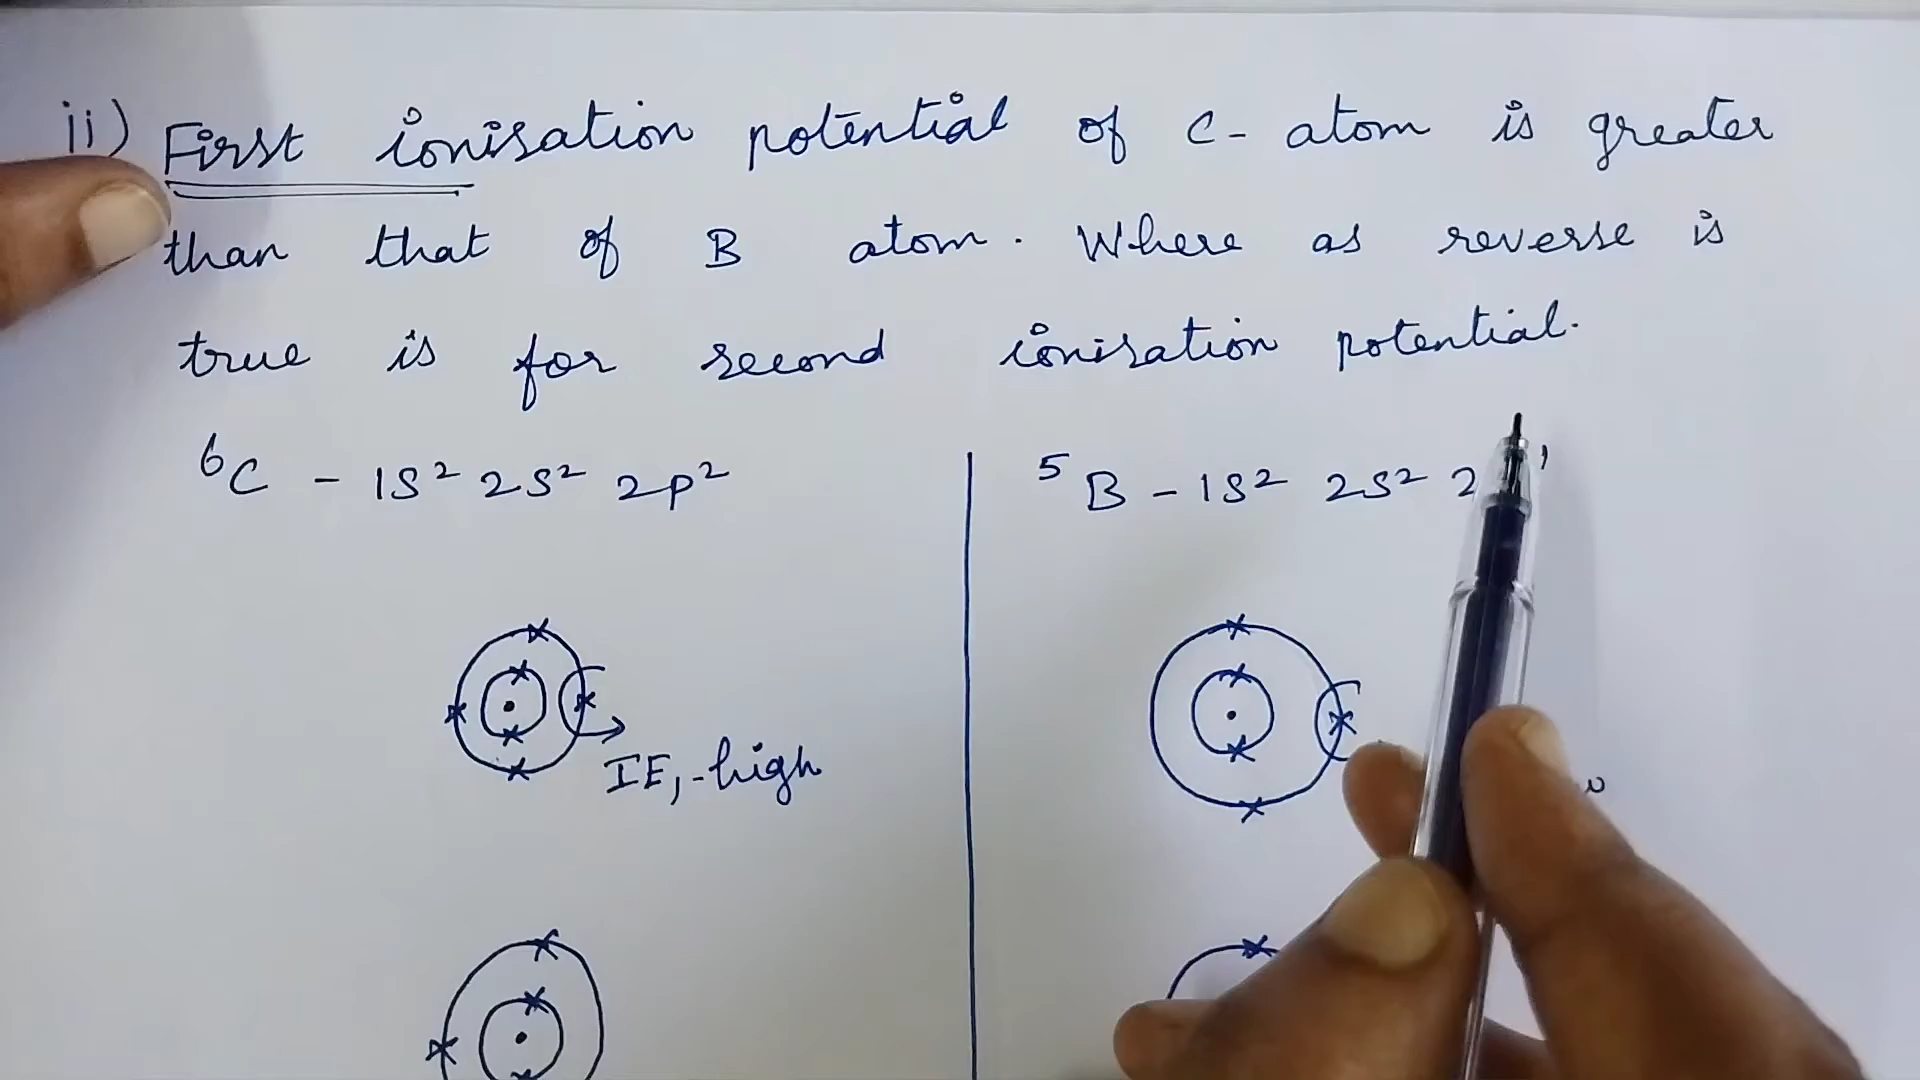 ii) First ionisation potential of C- atom is greater
than that of B atom. Where as reverse is
true is for second ionisation potential.
⁶C - 1S² 2S² 2P²
⁵B - 1S² 2S² 2 ¹
IE₁ -high